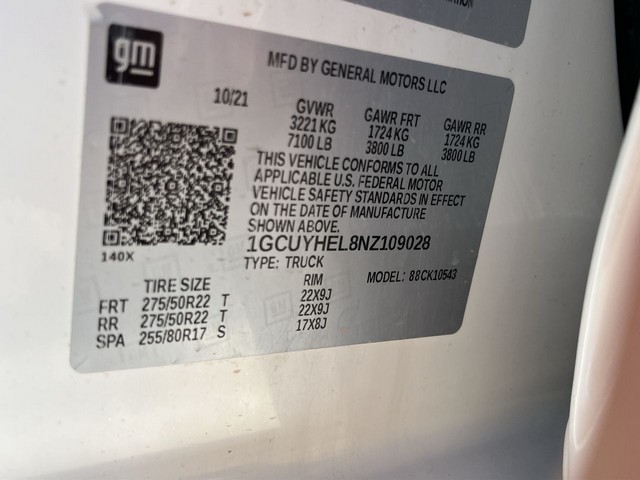 gm
MFD BY GENERAL MOTORS LLC
10/21
GVWR GAWR FRT GAWR RR
3221 KG 1724 KG 1724 KG
7100 LB 3800 LB 3800 LB
THIS VEHICLE CONFORMS TO ALL
APPLICABLE U.S. FEDERAL MOTOR
VEHICLE SAFETY STANDARDS IN EFFECT
ON THE DATE OF MANUFACTURE
SHOWN ABOVE.
140X
1GCUYHEL8NZ109028
TYPE: TRUCK MODEL: 88CK10543
TIRE SIZE RIM
FRT 275/50R22 T 22X9J
RR 275/50R22 T 22X9J
SPA 255/80R17 S 17X8J